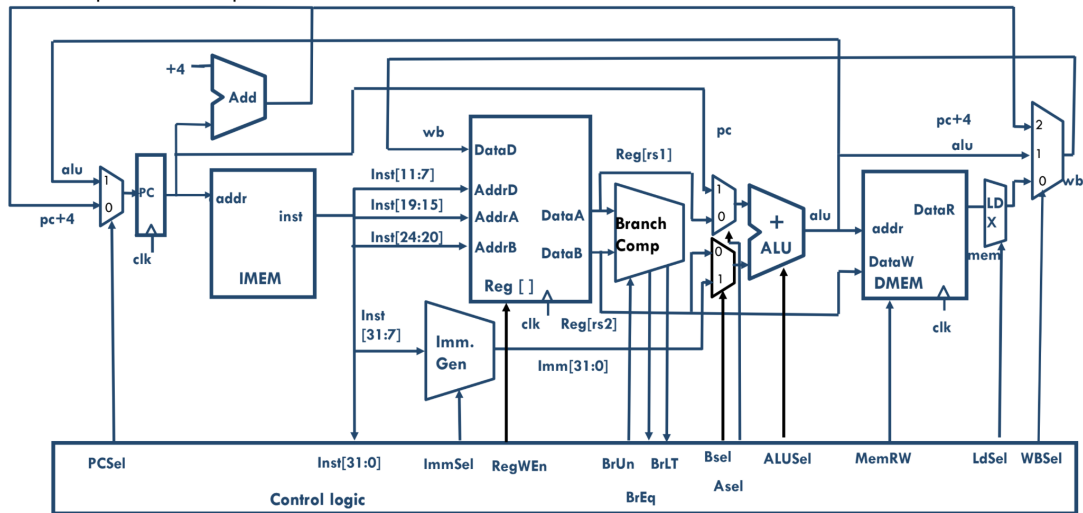 +4
Add
alu
1
0
pc+4
PC
clk
addr
inst
IMEM
wb
Inst[11:7]
Inst[19:15]
Inst[24:20]
Inst
[31:7]
DataD
AddrD
AddrA
AddrB
DataA
DataB
Reg [ ]
clk
Reg[rs1]
Reg[rs2]
Branch
Comp
Imm.
Gen
Imm[31:0]
pc
1
0
0
1
+
ALU
alu
addr
DataW
DataR
DMEM
clk
LD
X
mem
pc+4
alu
2
1
0
wb
PCSel
Inst[31:0]
ImmSel
RegWEn
BrUn
BrLT
BrEq
Bsel
Asel
ALUSel
MemRW
LdSel
WBSel
Control logic